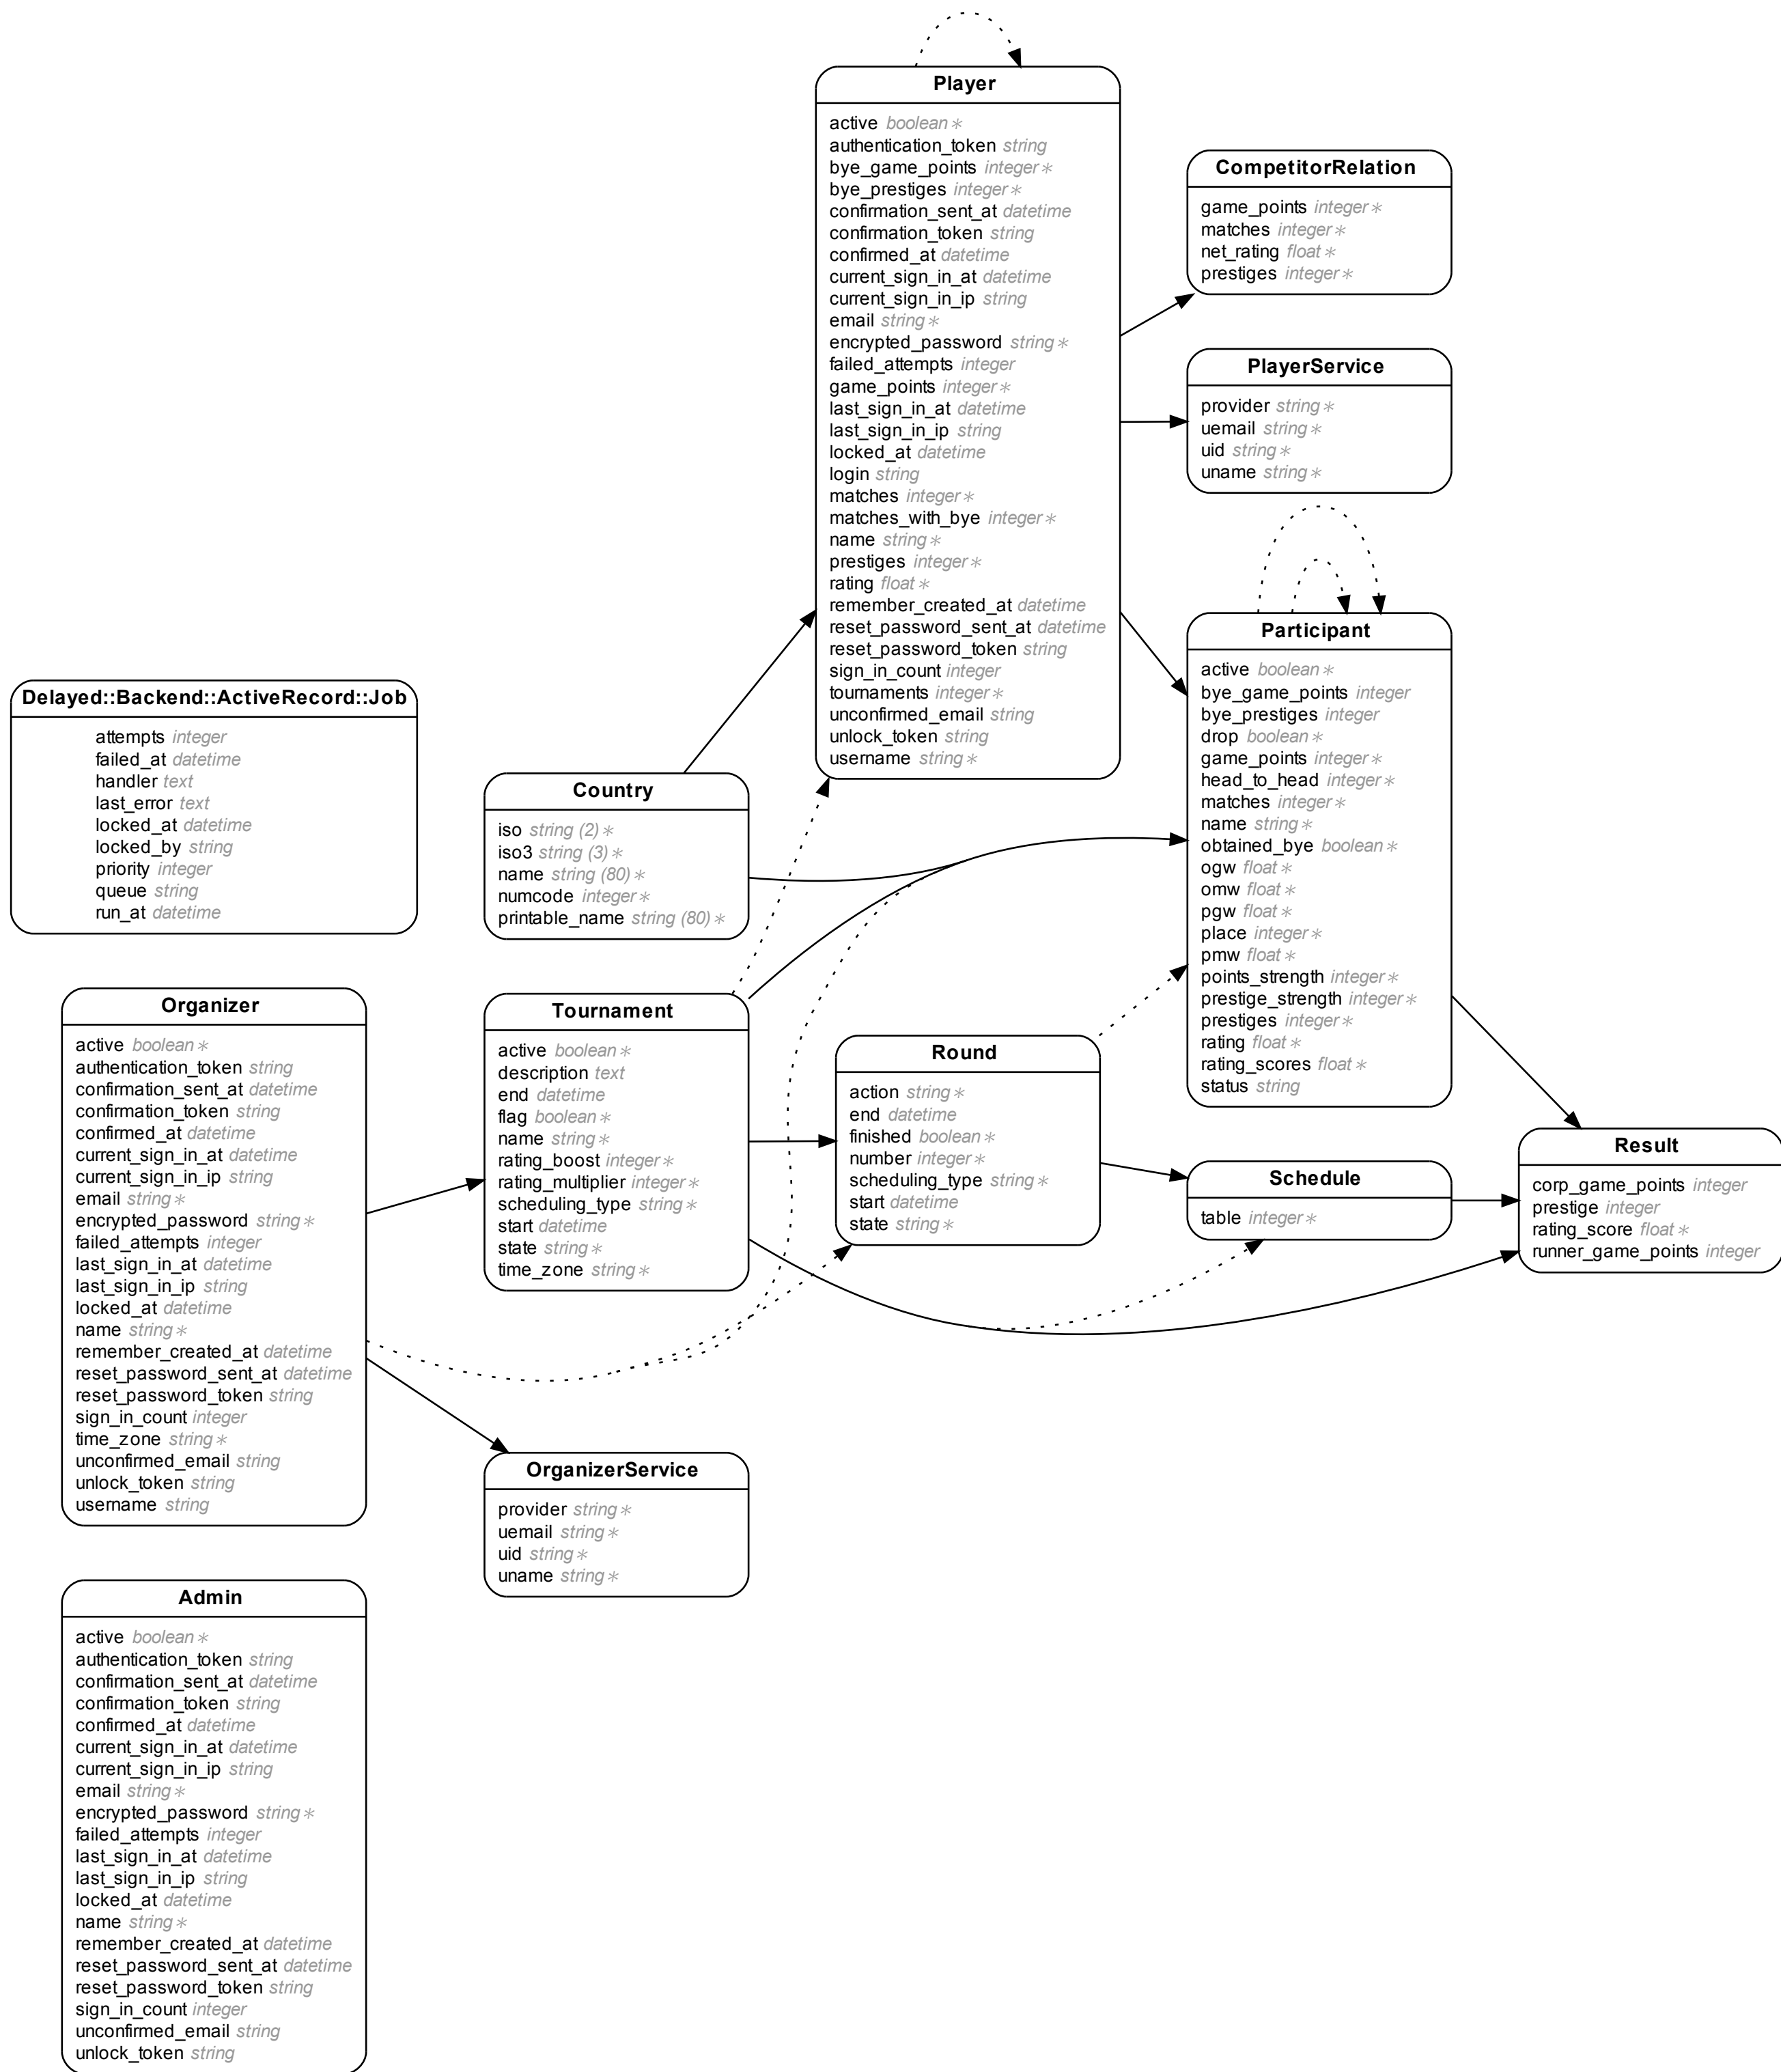 Player
active boolean ∗
authentication_token string
bye_game_points integer ∗
bye_prestiges integer ∗
confirmation_sent_at datetime
confirmation_token string
confirmed_at datetime
current_sign_in_at datetime
current_sign_in_ip string
email string ∗
encrypted_password string ∗
failed_attempts integer
game_points integer ∗
last_sign_in_at datetime
last_sign_in_ip string
locked_at datetime
login string
matches integer ∗
matches_with_bye integer ∗
name string ∗
prestiges integer ∗
rating float ∗
remember_created_at datetime
reset_password_sent_at datetime
reset_password_token string
sign_in_count integer
tournaments integer ∗
unconfirmed_email string
unlock_token string
username string ∗
CompetitorRelation
game_points integer ∗
matches integer ∗
net_rating float ∗
prestiges integer ∗
PlayerService
provider string ∗
uemail string ∗
uid string ∗
uname string ∗
Participant
active boolean ∗
bye_game_points integer
bye_prestiges integer
drop boolean ∗
game_points integer ∗
head_to_head integer ∗
matches integer ∗
name string ∗
obtained_bye boolean ∗
ogw float ∗
omw float ∗
pgw float ∗
place integer ∗
pmw float ∗
points_strength integer ∗
prestige_strength integer ∗
prestiges integer ∗
rating float ∗
rating_scores float ∗
status string
Delayed::Backend::ActiveRecord::Job
attempts integer
failed_at datetime
handler text
last_error text
locked_at datetime
locked_by string
priority integer
queue string
run_at datetime
Country
iso string (2) ∗
iso3 string (3) ∗
name string (80) ∗
numcode integer ∗
printable_name string (80) ∗
Organizer
active boolean ∗
authentication_token string
confirmation_sent_at datetime
confirmation_token string
confirmed_at datetime
current_sign_in_at datetime
current_sign_in_ip string
email string ∗
encrypted_password string ∗
failed_attempts integer
last_sign_in_at datetime
last_sign_in_ip string
locked_at datetime
name string ∗
remember_created_at datetime
reset_password_sent_at datetime
reset_password_token string
sign_in_count integer
time_zone string ∗
unconfirmed_email string
unlock_token string
username string
Tournament
active boolean ∗
description text
end datetime
flag boolean ∗
name string ∗
rating_boost integer ∗
rating_multiplier integer ∗
scheduling_type string ∗
start datetime
state string ∗
time_zone string ∗
Round
action string ∗
end datetime
finished boolean ∗
number integer ∗
scheduling_type string ∗
start datetime
state string ∗
Schedule
table integer ∗
Result
corp_game_points integer
prestige integer
rating_score float ∗
runner_game_points integer
OrganizerService
provider string ∗
uemail string ∗
uid string ∗
uname string ∗
Admin
active boolean ∗
authentication_token string
confirmation_sent_at datetime
confirmation_token string
confirmed_at datetime
current_sign_in_at datetime
current_sign_in_ip string
email string ∗
encrypted_password string ∗
failed_attempts integer
last_sign_in_at datetime
last_sign_in_ip string
locked_at datetime
name string ∗
remember_created_at datetime
reset_password_sent_at datetime
reset_password_token string
sign_in_count integer
unconfirmed_email string
unlock_token string